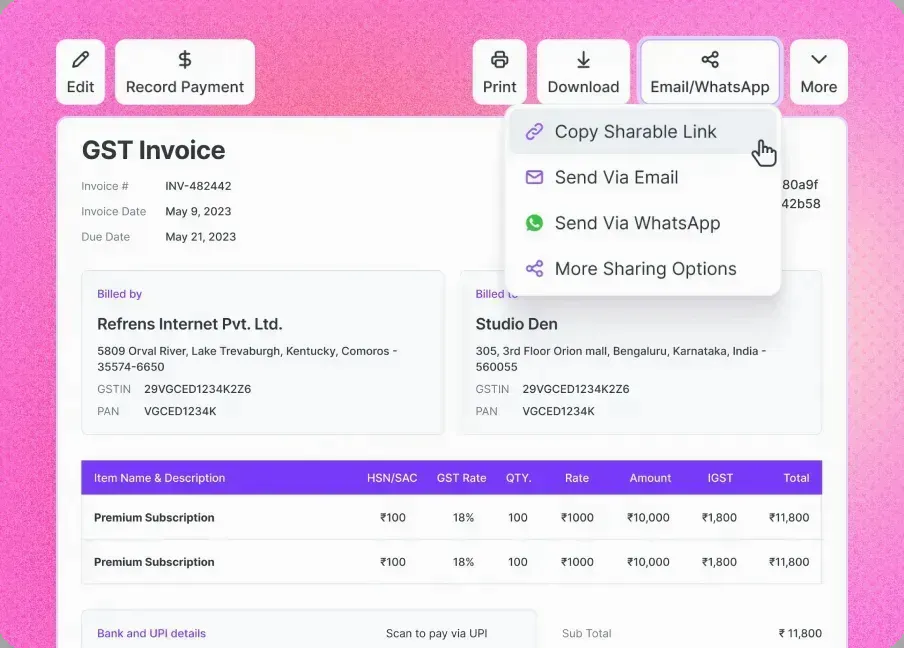 Edit
Record Payment
Print
Download
Email/WhatsApp
More
Copy Sharable Link
Send Via Email
Send Via WhatsApp
More Sharing Options
GST Invoice
Invoice # INV-482442
Invoice Date May 9, 2023
Due Date May 21, 2023
80a9f
42b58
Billed by
Refrens Internet Pvt. Ltd.
5809 Orval River, Lake Trevaburgh, Kentucky, Comoros -
35574-6650
GSTIN 29VGCED1234K2Z6
PAN VGCED1234K
Billed to
Studio Den
305, 3rd Floor Orion mall, Bengaluru, Karnataka, India -
560055
GSTIN 29VGCED1234K2Z6
PAN VGCED1234K
Item Name & Description HSN/SAC GST Rate QTY. Rate Amount IGST Total
Premium Subscription ₹100 18% 100 ₹1000 ₹10,000 ₹1,800 ₹11,800
Premium Subscription ₹100 18% 100 ₹1000 ₹10,000 ₹1,800 ₹11,800
Bank and UPI details Scan to pay via UPI
Sub Total ₹ 11,800